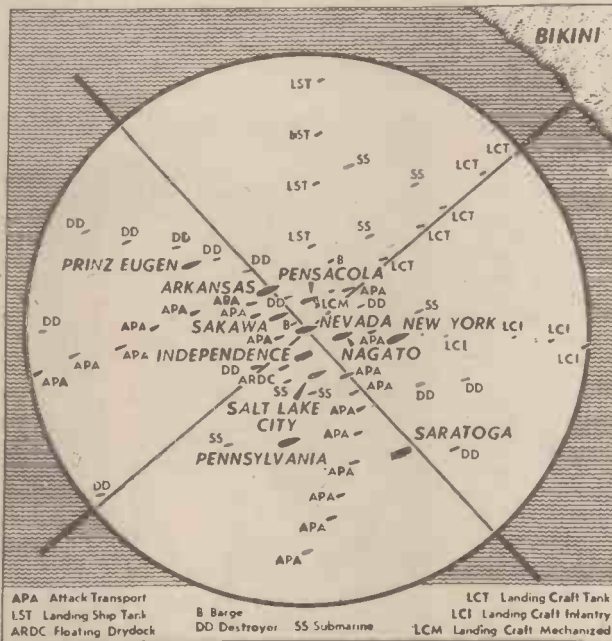 BIKINI
LST
LST
SS
LCT
LCT
LST
SS
LCT
LCT
DD
DD
DD
DD
SS
LST
DD
B
LCT
PRINZ EUGEN
PENSACOLA
ARKANSAS
APA
APA
DD
LCM
DD
SS
APA
SAKAWA
B
NEVADA
NEW YORK
DD
APA
APA
APA
LCI
LCI
LCI
LCI
APA
APA
INDEPENDENCE
NAGATO
APA
DD
ARDC
APA
APA
DD
DD
SS
SS
APA
SALT LAKE
CITY
SARATOGA
SS
PENNSYLVANIA
APA
DD
DD
APA
APA
APA
APA Attack Transport
LST Landing Ship Tank
ARDC Floating Drydock
B Barge
DD Destroyer SS Submarine
LCT Landing Craft Tank
LCI Landing Craft Infantry
LCM Landing Craft Mechanized